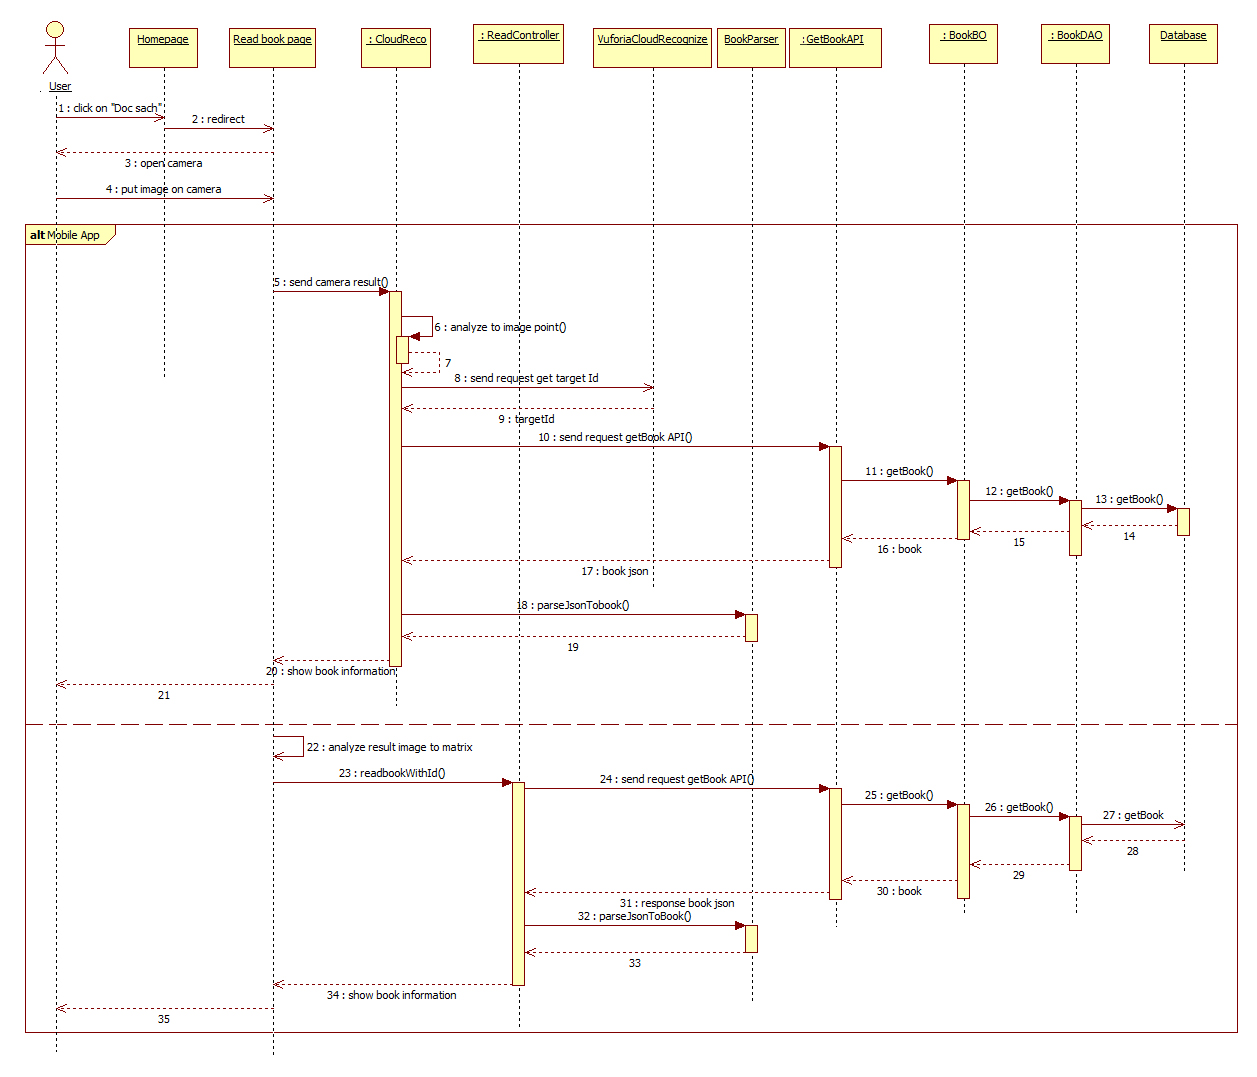 Homepage
Read book page
: CloudReco
: ReadController
VuforiaCloudRecognize
BookParser
:GetBookAPI
: BookBO
: BookDAO
Database
: User
1 : click on "Doc sach"
2 : redirect
3 : open camera
4 : put image on camera
alt Mobile App
5 : send camera result()
6 : analyze to image point()
7
8 : send request get target Id
9 : targetId
10 : send request getBook API()
11 : getBook()
12 : getBook()
13 : getBook()
14
15
16 : book
17 : book json
18 : parseJsonTobook()
19
20 : show book information
21
22 : analyze result image to matrix
23 : readbookWithId()
24 : send request getBook API()
25 : getBook()
26 : getBook()
27 : getBook
28
29
30 : book
31 : response book json
32 : parseJsonToBook()
33
34 : show book information
35